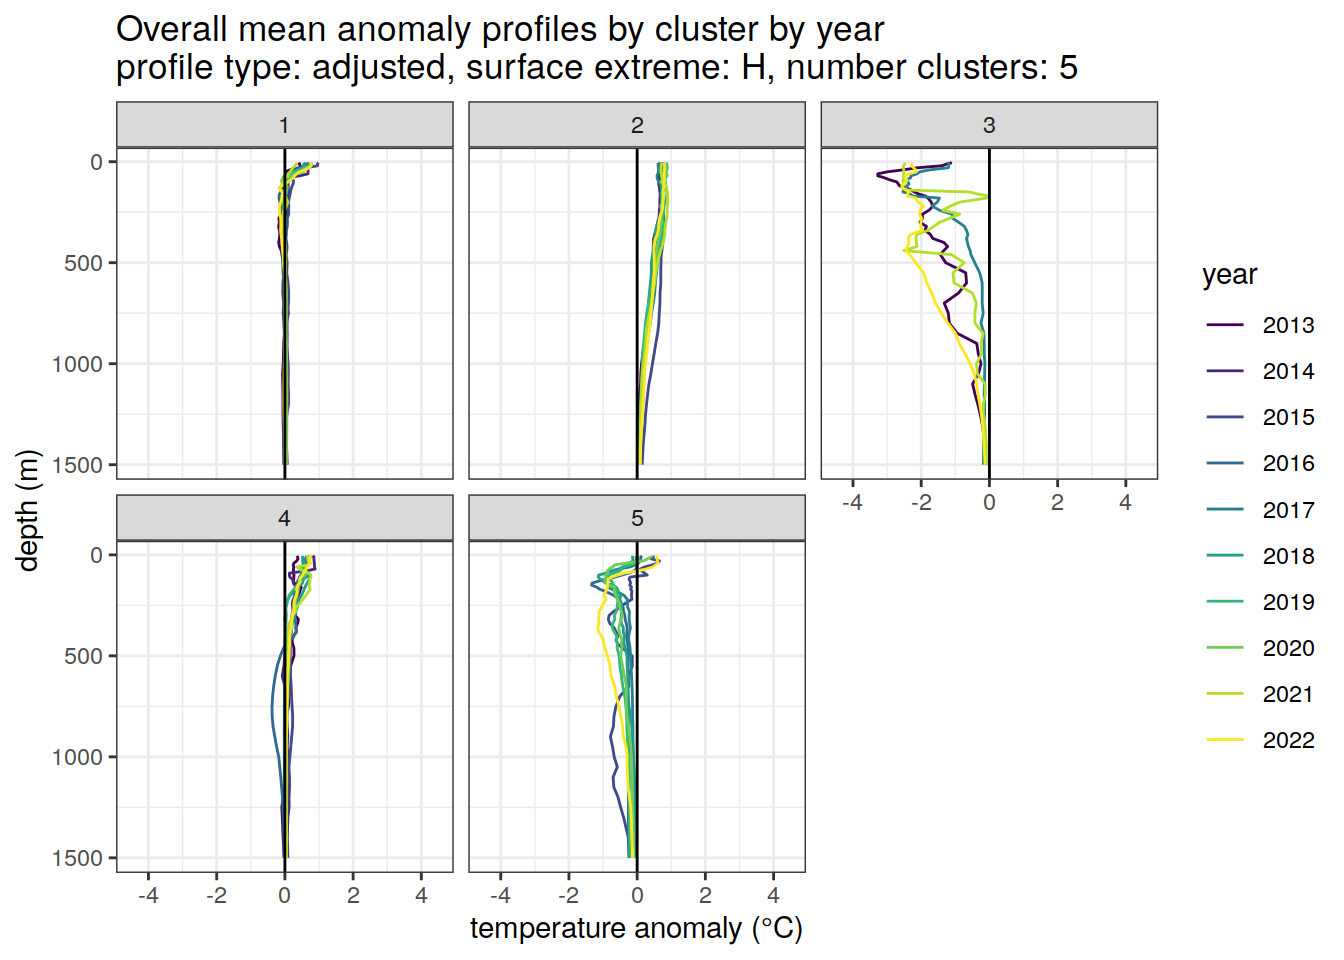 Overall mean anomaly profiles by cluster by year
profile type: adjusted, surface extreme: H, number clusters: 5
1
2
3
0
500
1000
1500
-4 -2 0 2 4
4
5
0
500
1000
1500
-4 -2 0 2 4
-4 -2 0 2 4
temperature anomaly (°C)
depth (m)
year
2013
2014
2015
2016
2017
2018
2019
2020
2021
2022